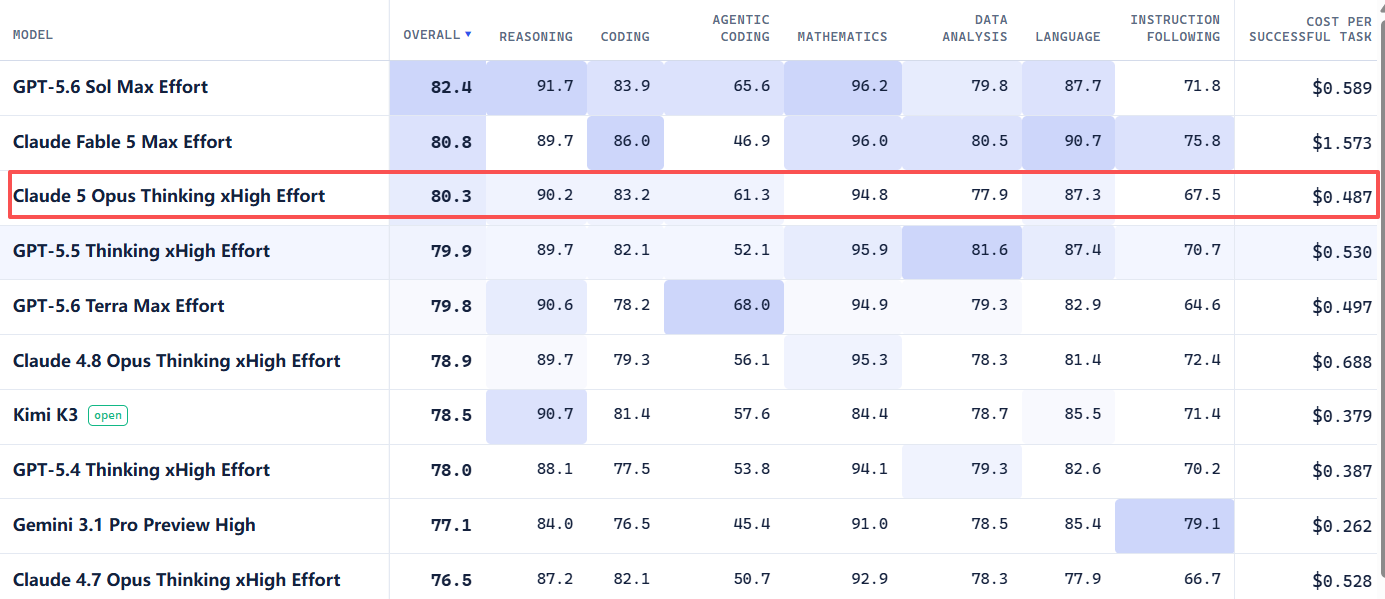 MODEL OVERALL▼ REASONING CODING AGENTIC CODING MATHEMATICS DATA ANALYSIS LANGUAGE INSTRUCTION FOLLOWING COST PER SUCCESSFUL TASK
GPT-5.6 Sol Max Effort 82.4 91.7 83.9 65.6 96.2 79.8 87.7 71.8 $0.589
Claude Fable 5 Max Effort 80.8 89.7 86.0 46.9 96.0 80.5 90.7 75.8 $1.573
Claude 5 Opus Thinking xHigh Effort 80.3 90.2 83.2 61.3 94.8 77.9 87.3 67.5 $0.487
GPT-5.5 Thinking xHigh Effort 79.9 89.7 82.1 52.1 95.9 81.6 87.4 70.7 $0.530
GPT-5.6 Terra Max Effort 79.8 90.6 78.2 68.0 94.9 79.3 82.9 64.6 $0.497
Claude 4.8 Opus Thinking xHigh Effort 78.9 89.7 79.3 56.1 95.3 78.3 81.4 72.4 $0.688
Kimi K3 open 78.5 90.7 81.4 57.6 84.4 78.7 85.5 71.4 $0.379
GPT-5.4 Thinking xHigh Effort 78.0 88.1 77.5 53.8 94.1 79.3 82.6 70.2 $0.387
Gemini 3.1 Pro Preview High 77.1 84.0 76.5 45.4 91.0 78.5 85.4 79.1 $0.262
Claude 4.7 Opus Thinking xHigh Effort 76.5 87.2 82.1 50.7 92.9 78.3 77.9 66.7 $0.528